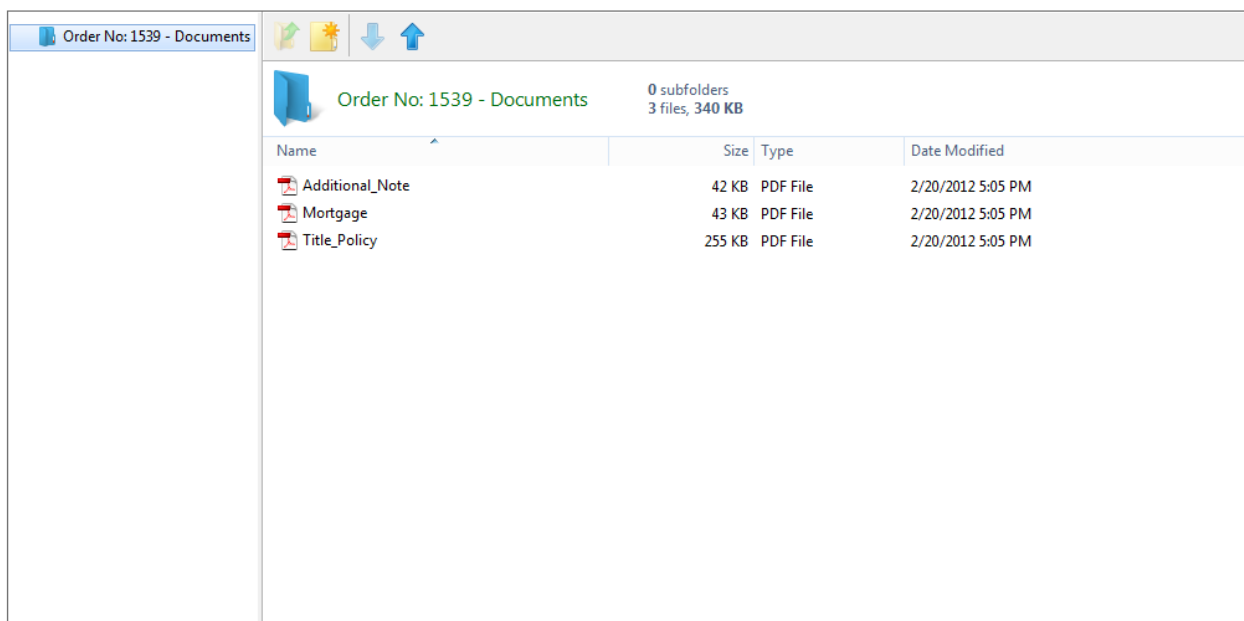 Order No: 1539 - Documents
Order No: 1539 - Documents
0 subfolders
3 files, 340 KB
Name Size Type Date Modified
Additional_Note 42 KB PDF File 2/20/2012 5:05 PM
Mortgage 43 KB PDF File 2/20/2012 5:05 PM
Title_Policy 255 KB PDF File 2/20/2012 5:05 PM